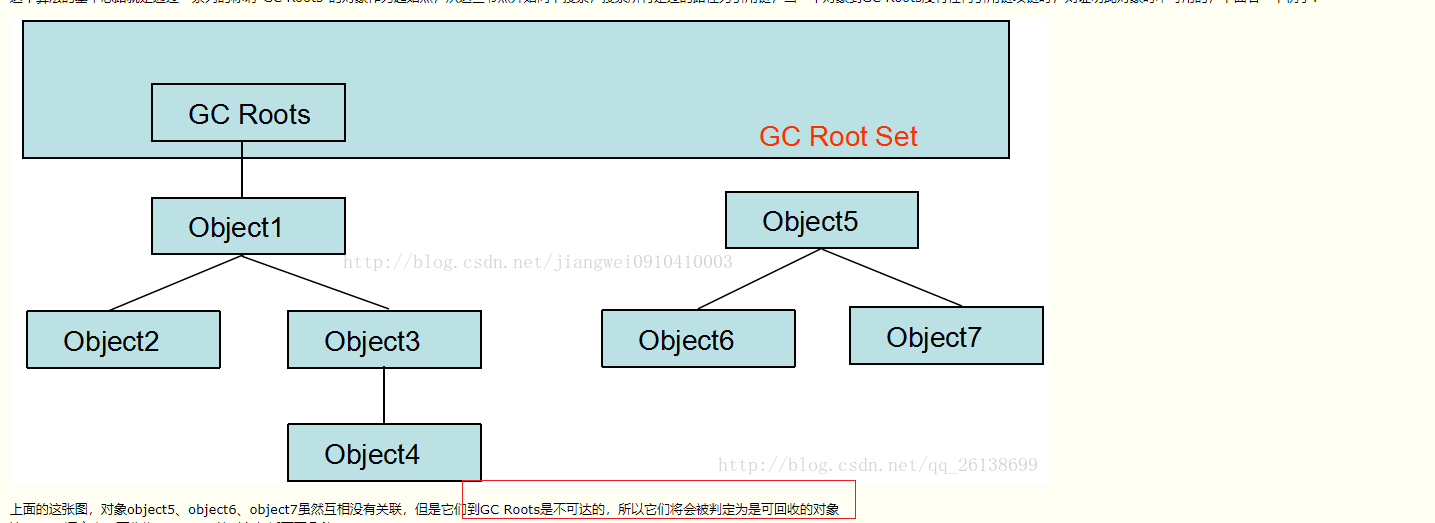 GC Roots
GC Root Set
Object1
Object5
http://blog.csdn.net/jiangwei0910410003
Object2
Object3
Object6
Object7
Object4
http://blog.csdn.net/qq_26138699
上面的这张图，对象object5、object6、object7虽然互相没有关联，但是它们到GC Roots是不可达的，所以它们将会被判定为是可回收的对象